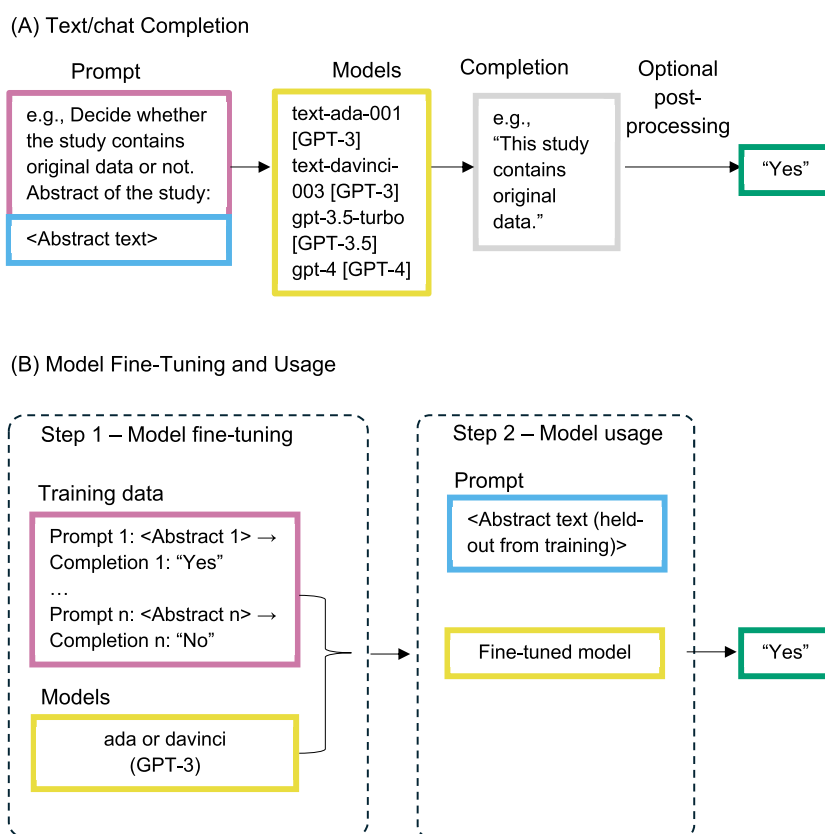 (A) Text/chat Completion
Prompt
e.g., Decide whether
the study contains
original data or not.
Abstract of the study:
<Abstract text>
Models
text-ada-001
[GPT-3]
text-davinci-
003 [GPT-3]
gpt-3.5-turbo
[GPT-3.5]
gpt-4 [GPT-4]
Completion
e.g.,
“This study
contains
original
data.”
Optional
post-
processing
“Yes”
(B) Model Fine-Tuning and Usage
Step 1 – Model fine-tuning
Training data
Prompt 1: <Abstract 1> →
Completion 1: “Yes”
…
Prompt n: <Abstract n> →
Completion n: “No”
Models
ada or davinci
(GPT-3)
Step 2 – Model usage
Prompt
<Abstract text (held-
out from training)>
Fine-tuned model
“Yes”